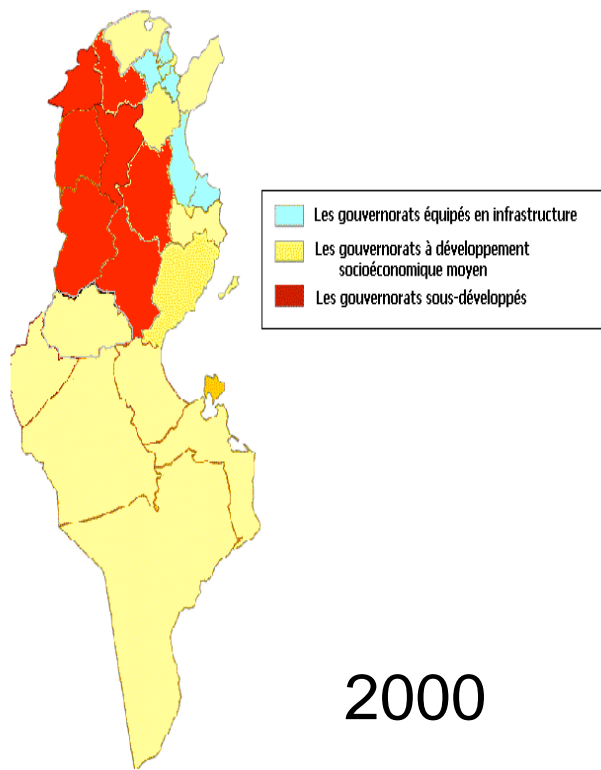 Les gouvernorats équipés en infrastructure
Les gouvernorats à développement
socioéconomique moyen
Les gouvernorats sous-développés
2000